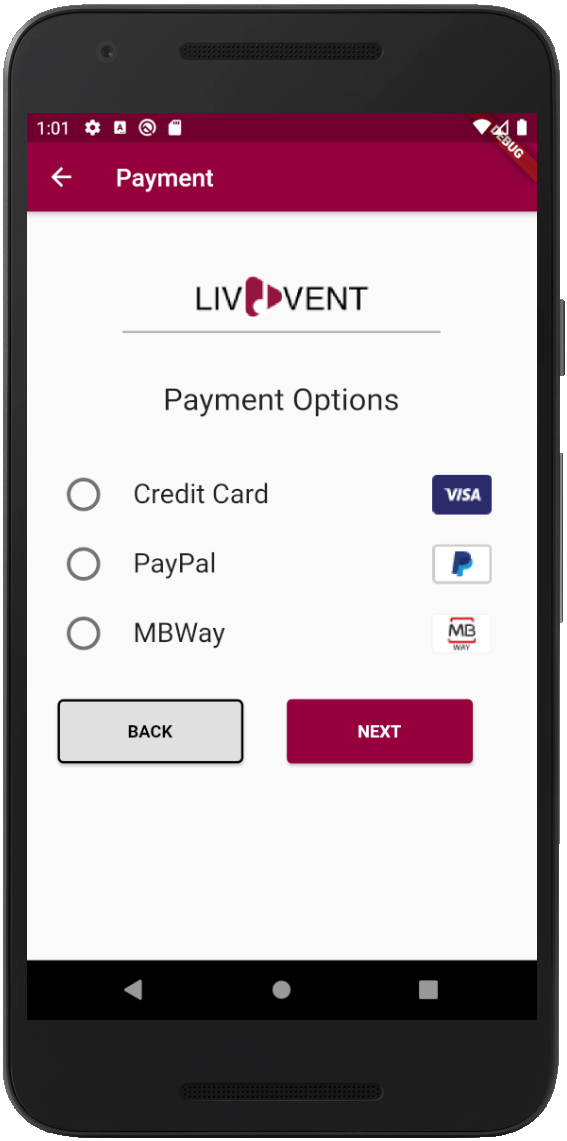 1:01
DEBUG
Payment
LIV VENT
Payment Options
Credit Card VISA
PayPal
MBWay MB WAY
BACK NEXT